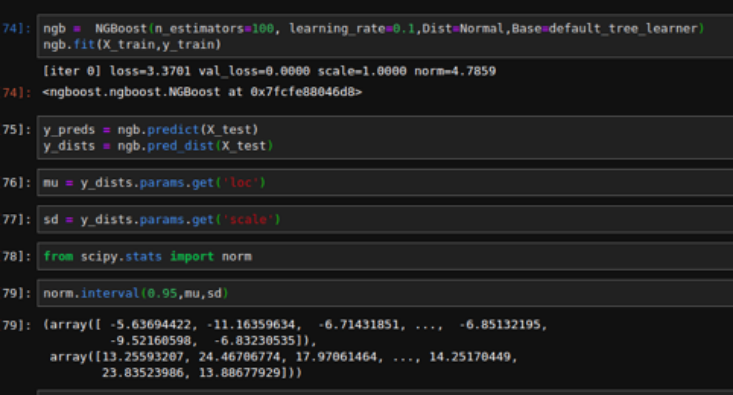 74]: ngb =  NGBoost(n_estimators=100, learning_rate=0.1,Dist=Normal,Base=default_tree_learner)
ngb.fit(X_train,y_train)
[iter 0] loss=3.3701 val_loss=0.0000 scale=1.0000 norm=4.7859
74]: <ngboost.ngboost.NGBoost at 0x7fcfe88046d8>
75]: y_preds = ngb.predict(X_test)
y_dists = ngb.pred_dist(X_test)
76]: mu = y_dists.params.get('loc')
77]: sd = y_dists.params.get('scale')
78]: from scipy.stats import norm
79]: norm.interval(0.95,mu,sd)
79]: (array([ -5.63694422, -11.16359634,  -6.71431851, ...,  -6.85132195,
-9.52160598,  -6.83230535]),
array([13.25593207, 24.46706774, 17.97061464, ..., 14.25170449,
23.83523986, 13.88677929]))